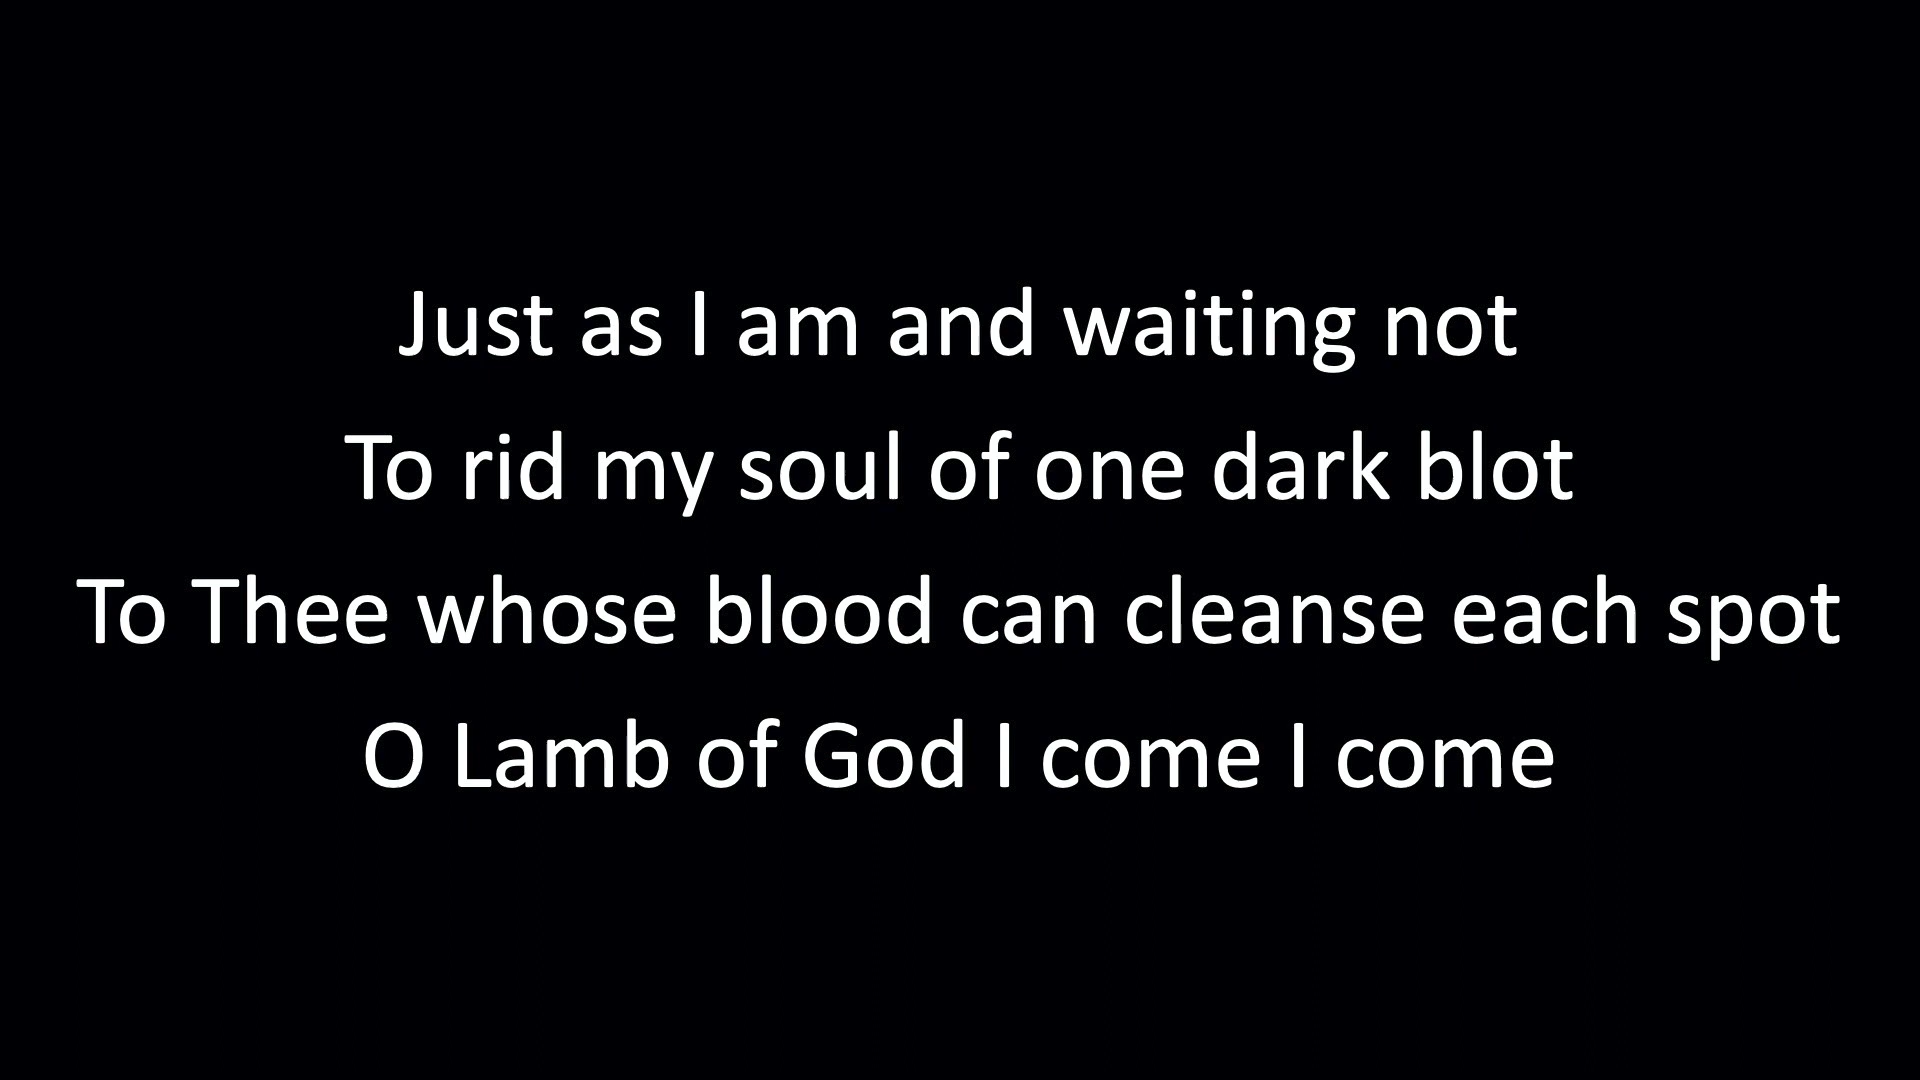 Just as I am and waiting not
To rid my soul of one dark blot
To Thee whose blood can cleanse each spot
O Lamb of God I come I come